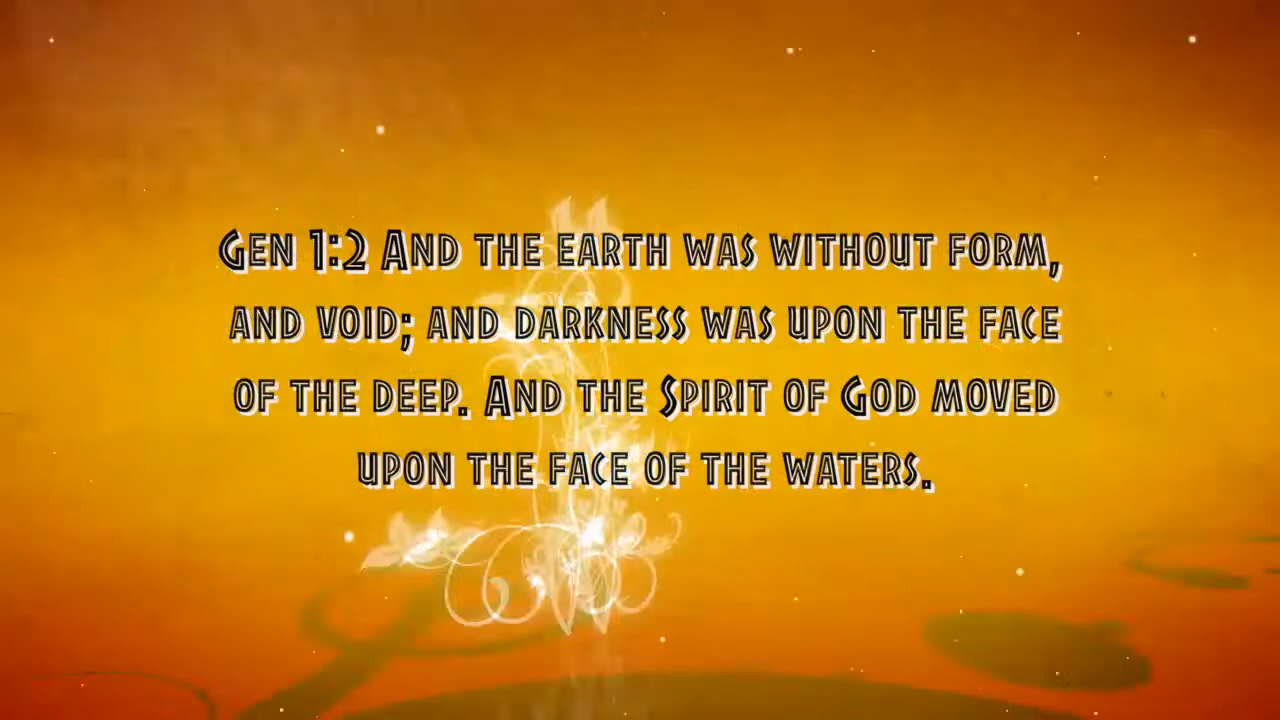 Gen 1:2 And the earth was without form,
and void; and darkness was upon the face
of the deep. And the Spirit of God moved
upon the face of the waters.